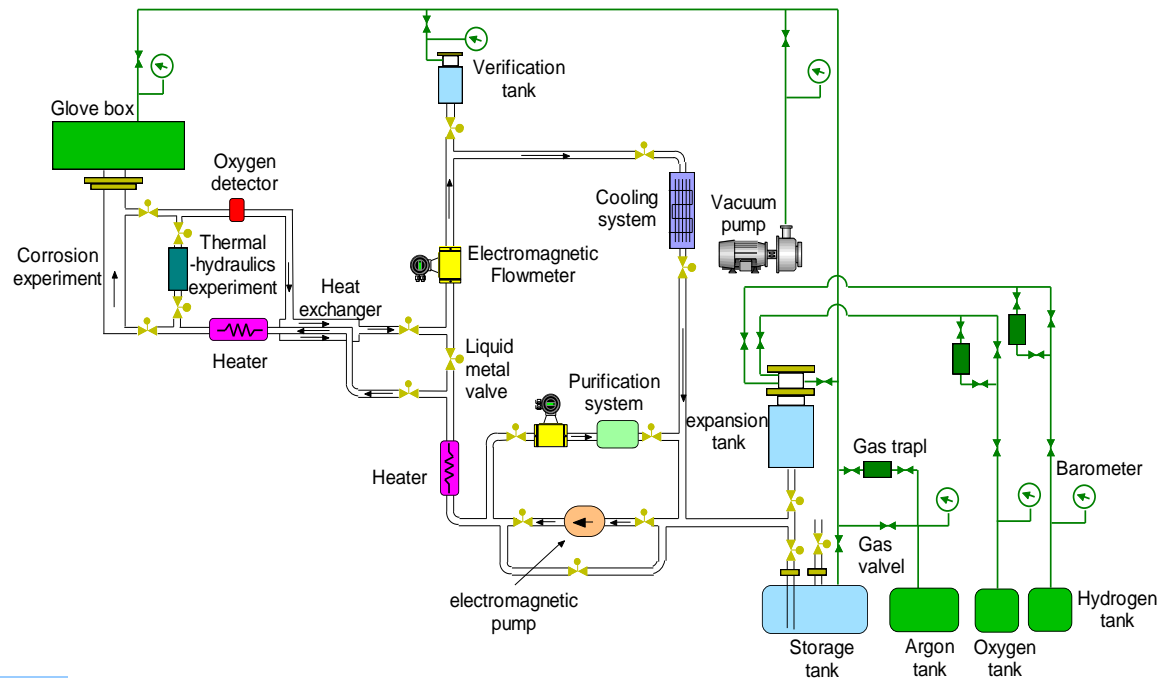 Verification
tank
Glove box
Oxygen
detector
Cooling
system
Vacuum
pump
Corrosion
experiment
Thermal
-hydraulics
experiment
Electromagnetic
Flowmeter
Heat
exchanger
Heater
Liquid
metal
valve
Purification
system
expansion
tank
Gas trapl
Barometer
Heater
Gas
valvel
electromagnetic
pump
Storage
tank
Argon
tank
Oxygen
tank
Hydrogen
tank